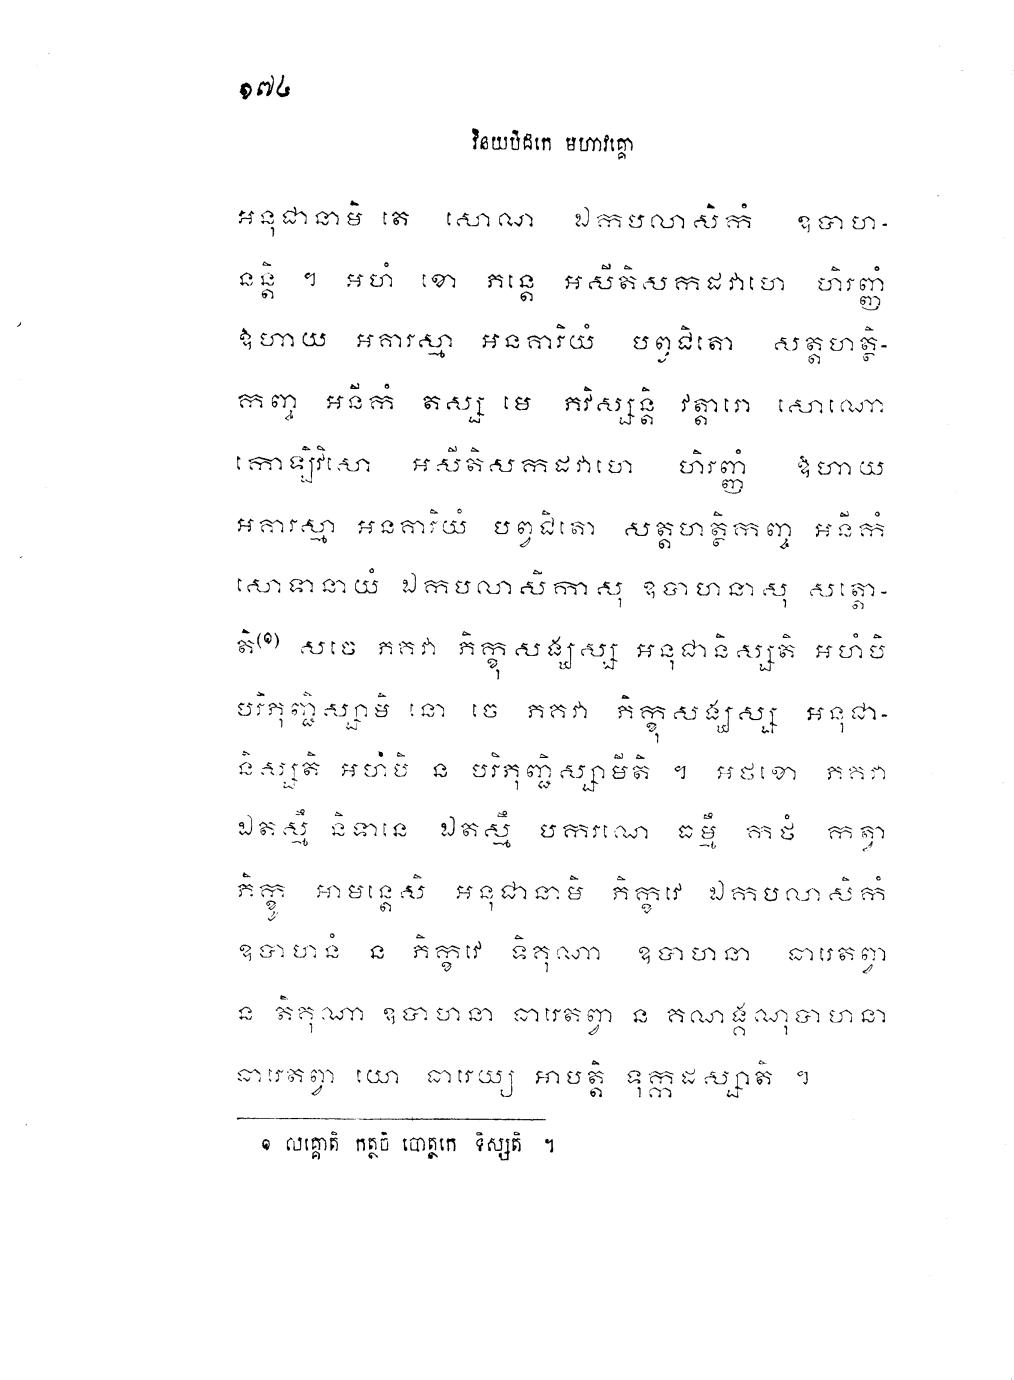 ១៧៤
វិនយបិដកេ មហាវគ្គោ
អនុជានាមិ តេ សោណ ឯកបលាសិកំ ឧបាហ-
នន្តិ ។ អហំ ខោ ភន្តេ អសីតិសកដវាហេ ហិរញ្ញំ
ឱហាយ អគារស្មា អនគារិយំ បព្វជិតោ សត្តហត្ថិ-
កញ្ច អនីកំ តស្ស មេ ភវិស្សន្តិ វត្តារោ សោណោ
កោឡិវិសោ អសីតិសកដវាហេ ហិរញ្ញំ ឱហាយ
អគារស្មា អនគារិយំ បព្វជិតោ សត្តហត្ថិកញ្ច អនីកំ
សោទានាយំ ឯកបលាសិកាសុ ឧបាហនាសុ សត្តោ-
តិ(១) សចេ ភគវា ភិក្ខុសង្ឃស្ស អនុជានិស្សតិ អហំបិ
បរិភុញ្ជិស្សាមិ នោ ចេ ភគវា ភិក្ខុសង្ឃស្ស អនុជា-
និស្សតិ អហំបិ ន បរិភុញ្ជិស្សាមីតិ ។ អថខោ ភគវា
ឯតស្មឹ និទានេ ឯតស្មឹ បករណេ ធម្មឹ កថំ កត្វា
ភិក្ខូ អាមន្តេសិ អនុជានាមិ ភិក្ខវេ ឯកបលាសិកំ
ឧបាហនំ ន ភិក្ខវេ ទិគុណា ឧបាហនា ធារេតព្វា
ន តិគុណា ឧបាហនា ធារេតព្វា ន គណង្គណុបាហនា
ធារេតព្វា យោ ធារេយ្យ អាបត្តិ ទុក្កដស្សាតិ ។
១ លគ្គោតិ កត្ថចិ បោត្ថកេ ទិស្សតិ ។